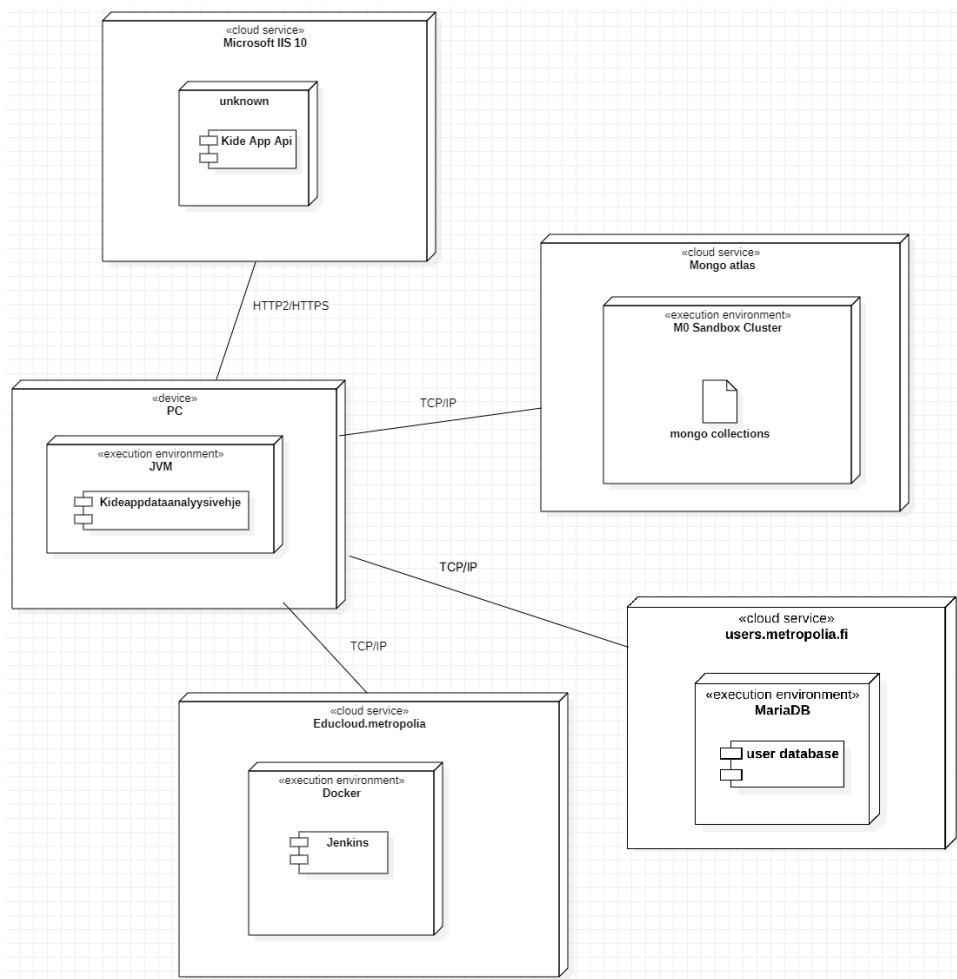 «cloud service»
Microsoft IIS 10
unknown
Kide App Api
HTTP2/HTTPS
«cloud service»
Mongo atlas
«execution environment»
M0 Sandbox Cluster
mongo collections
«device»
PC
TCP/IP
«execution environment»
JVM
Kideappdataanalyysivehje
TCP/IP
«cloud service»
users.metropolia.fi
«execution environment»
MariaDB
user database
TCP/IP
«cloud service»
Educloud.metropolia
«execution environment»
Docker
Jenkins